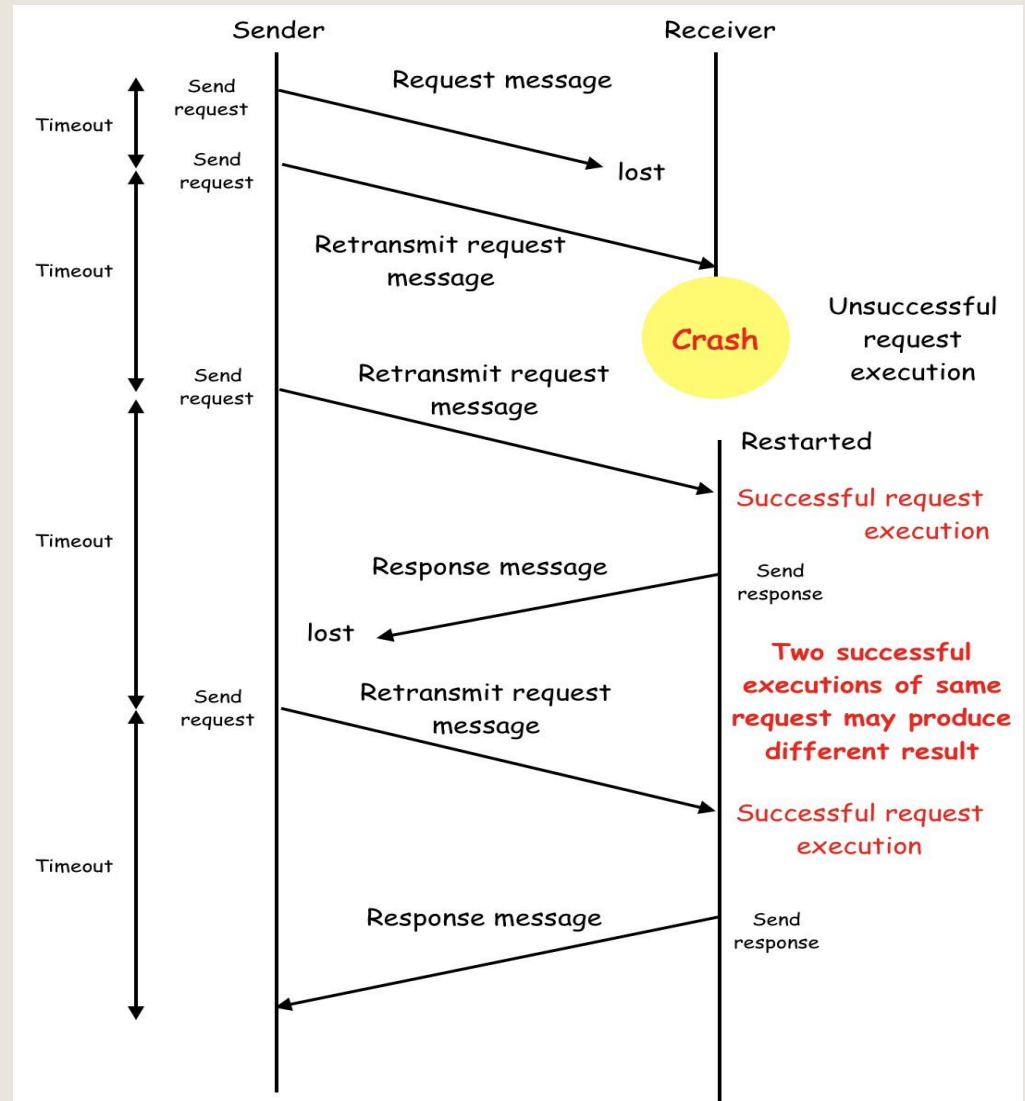 Sender
Receiver
Send
request
Request message
Timeout
lost
Send
request
Retransmit request
message
Timeout
Crash
Unsuccessful
request
execution
Send
request
Retransmit request
message
Restarted
Successful request
execution
Timeout
Response message
Send
response
lost
Two successful
executions of same
request may produce
different result
Send
request
Retransmit request
message
Successful request
execution
Timeout
Response message
Send
response